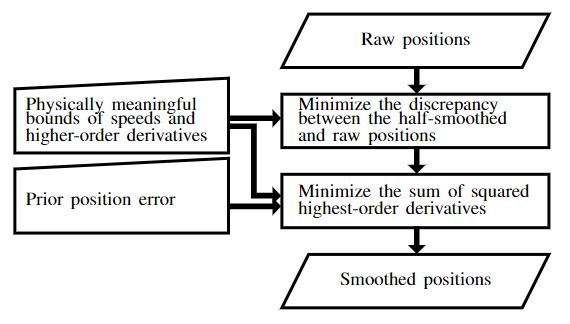 Raw positions
Physically meaningful
bounds of speeds and
higher-order derivatives
Minimize the discrepancy
between the half-smoothed
and raw positions
Prior position error
Minimize the sum of squared
highest-order derivatives
Smoothed positions